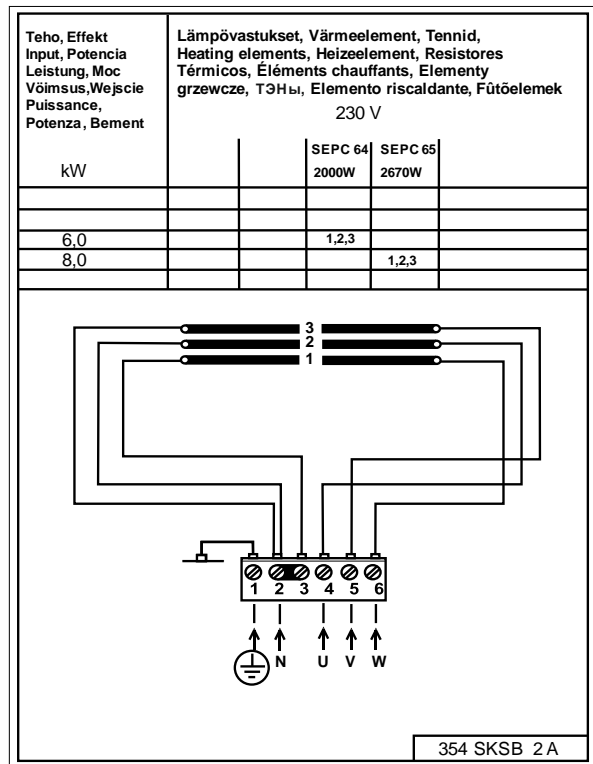 Teho, Effekt
Input, Potencia
Leistung, Moc
Vöimsus,Wejscie
Puissance,
Potenza, Bement
kW
Lämpövastukset, Värmeelement, Tennid,
Heating elements, Heizeelement, Resistores
Térmicos, Éléments chauffants, Elementy
grzewcze, ТЭНы, Elemento riscaldante, Fûtõelemek
230 V
SEPC 64 SEPC 65
2000W 2670W
6,0 1,2,3
8,0 1,2,3
3
2
1
1 2 3 4 5 6
N U V W
354 SKSB 2 A